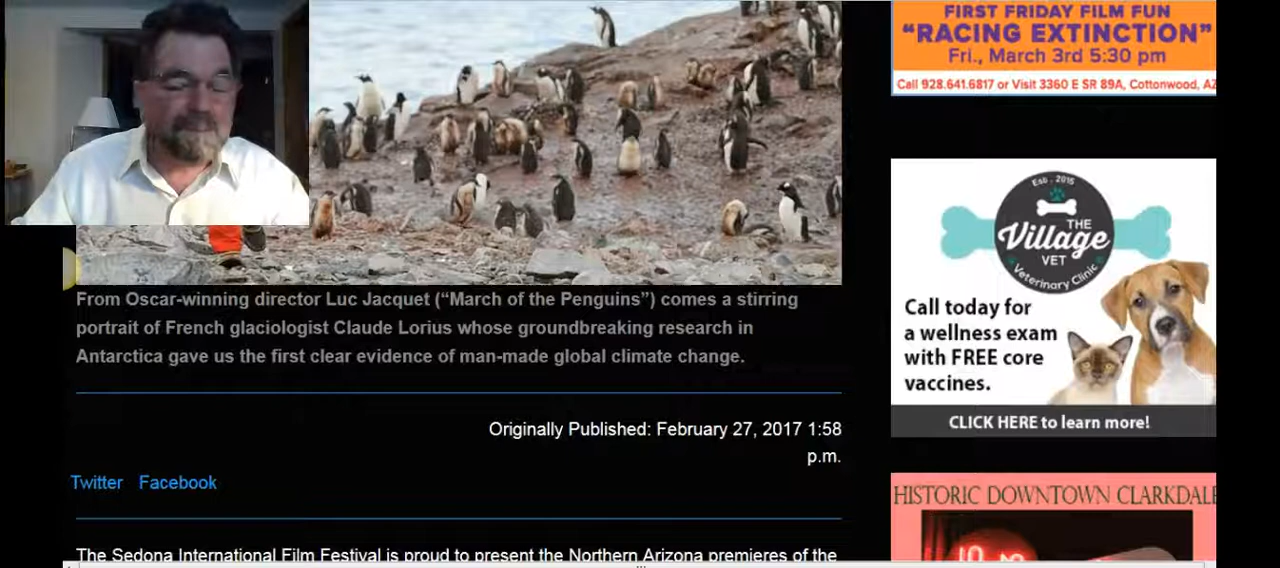 FIRST FRIDAY FILM FUN
“RACING EXTINCTION”
Fri., March 3rd 5:30 pm
Call 928.641.6817 or Visit 3360 E SR 89A, Cottonwood, AZ
Est. 2015
THE
Village
VET
Veterinary Clinic
Call today for
a wellness exam
with FREE core
vaccines.
CLICK HERE to learn more!
From Oscar-winning director Luc Jacquet (“March of the Penguins”) comes a stirring
portrait of French glaciologist Claude Lorius whose groundbreaking research in
Antarctica gave us the first clear evidence of man-made global climate change.
Originally Published: February 27, 2017 1:58
p.m.
Twitter Facebook
HISTORIC DOWNTOWN CLARKDALE
The Sedona International Film Festival is proud to present the Northern Arizona premieres of the